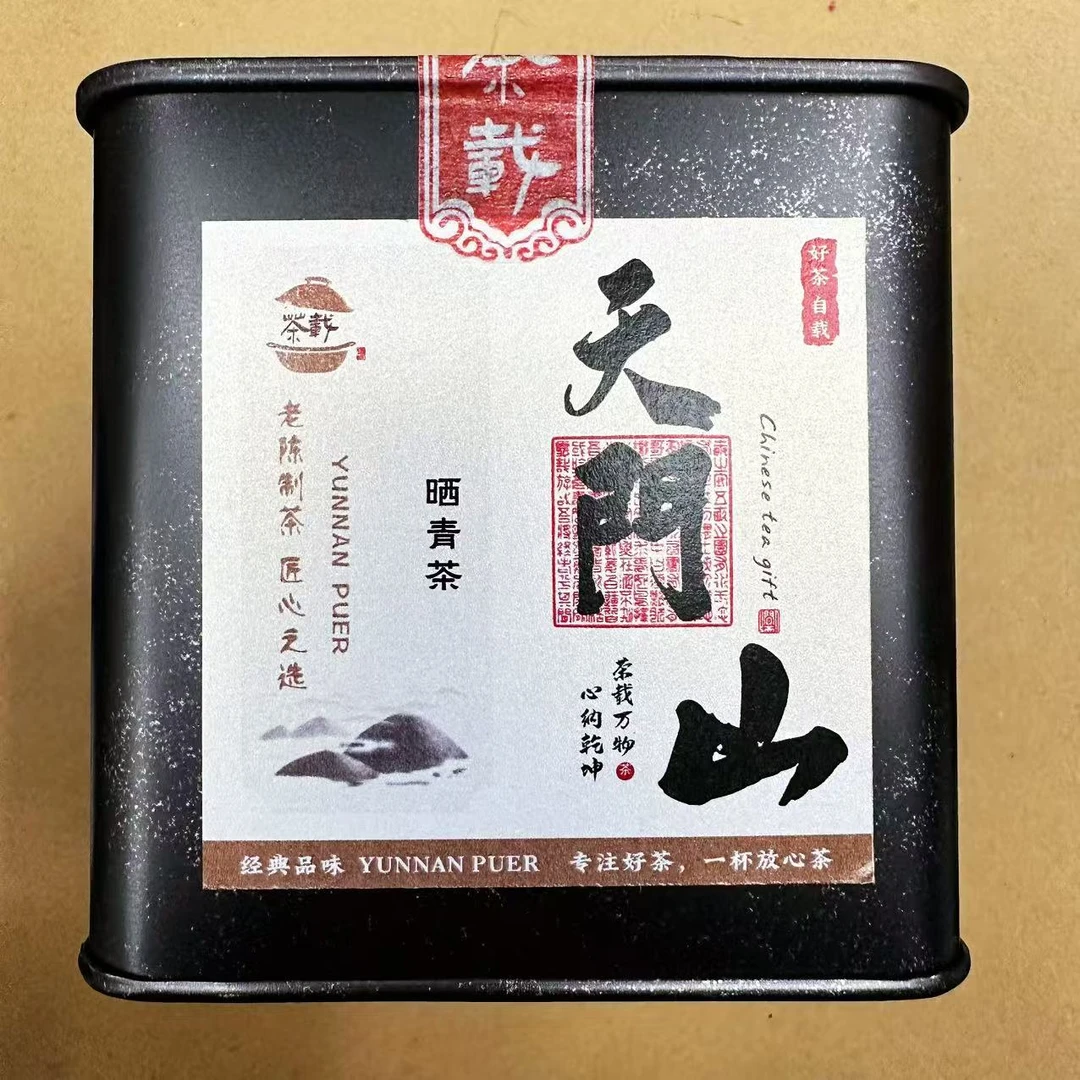 茶載
好茶自载
天門山
Chinese tea gift
茶载万物
心纳乾坤
晒青茶
茶載
YUNNAN PUER
老陈制茶 匠心之选
经典品味 YUNNAN PUER 专注好茶，一杯放心茶